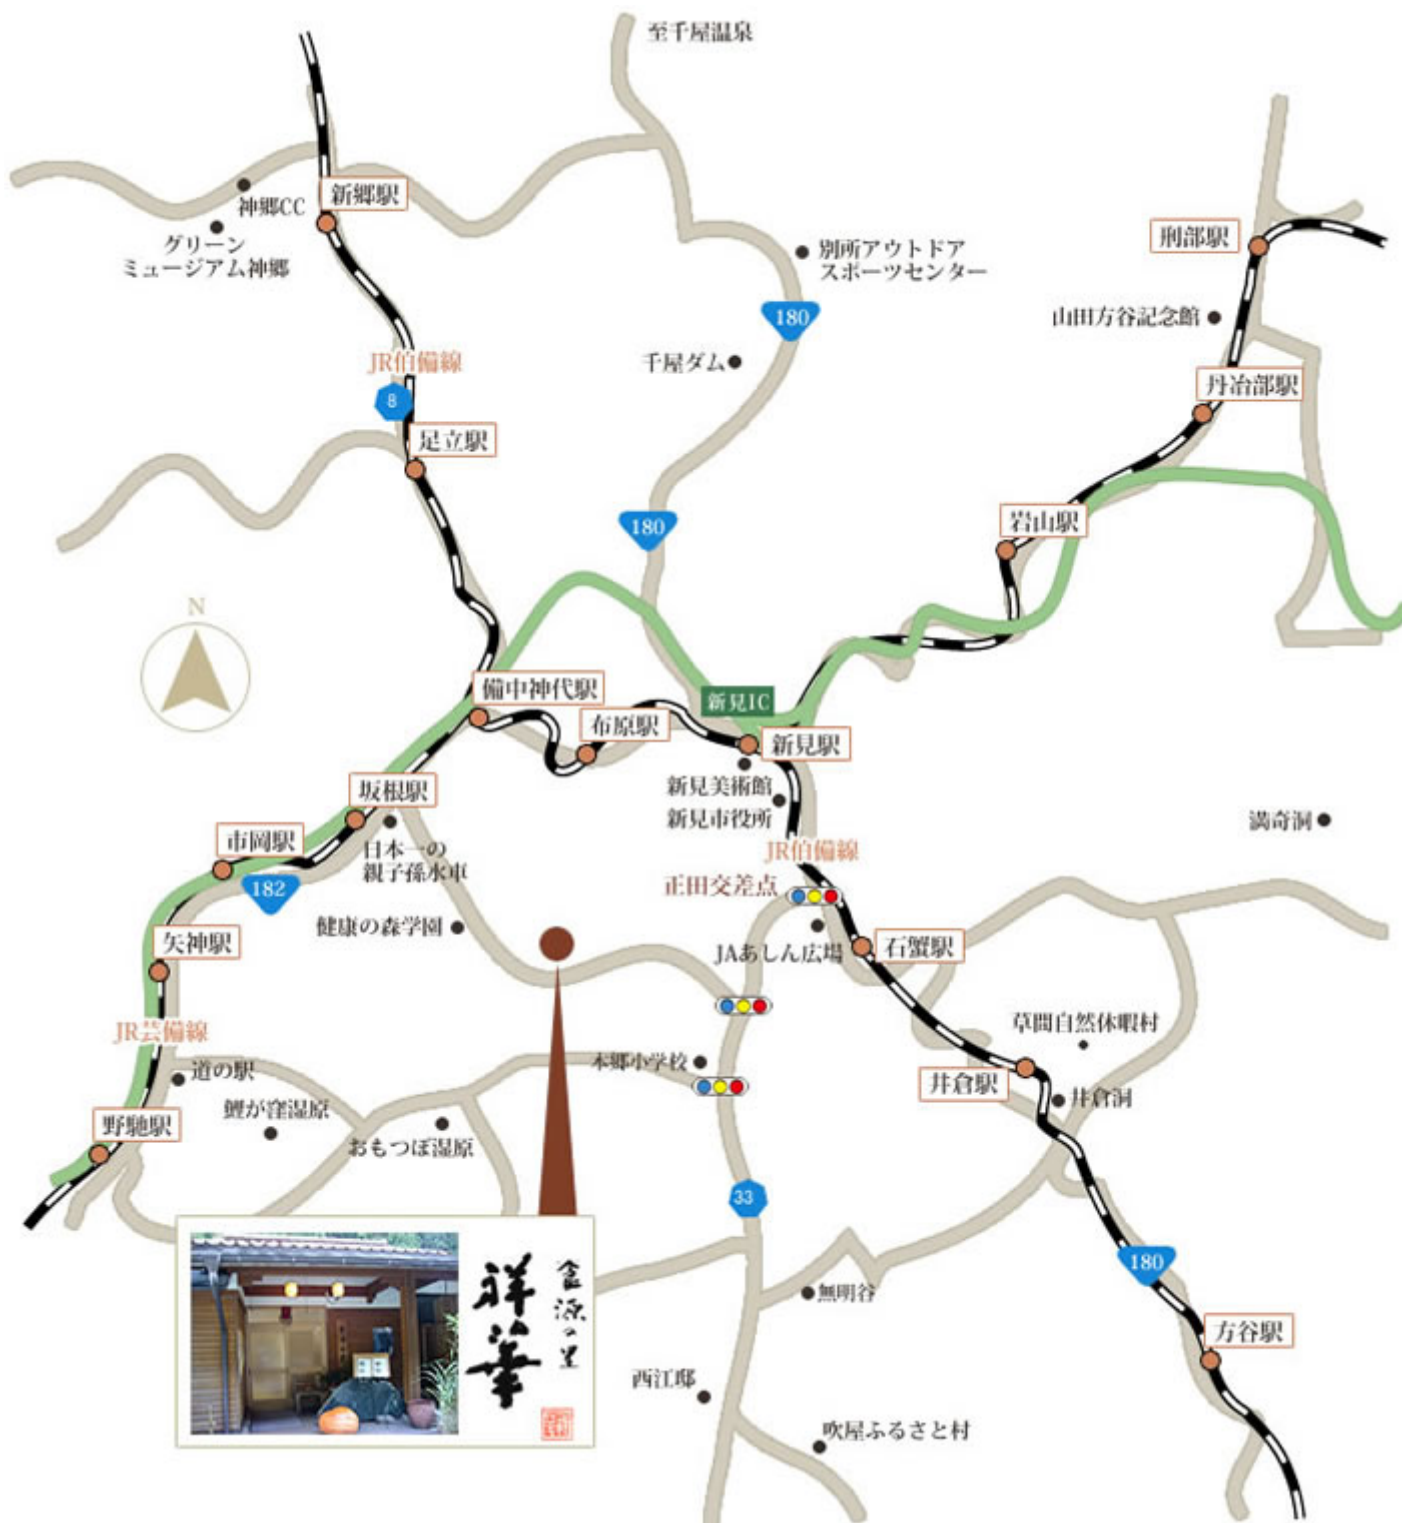 至千屋温泉
神郷CC
新郷駅
グリーン
ミュージアム神郷
別所アウトドア
スポーツセンター
刑部駅
180
山田方谷記念館
JR伯備線
千屋ダム
8
丹治部駅
足立駅
180
岩山駅
N
備中神代駅
新見IC
布原駅
新見駅
坂根駅
新見美術館
新見市役所
満奇洞
市岡駅
日本一の
親子孫水車
JR伯備線
182
正田交差点
健康の森学園
矢神駅
JAあしん広場
石蟹駅
JR芸備線
草間自然休暇村
道の駅
本郷小学校
井倉駅
井倉洞
鯉が窪湿原
野馳駅
おもつぼ湿原
33
180
食源の里
祥華
無明谷
方谷駅
西江邸
吹屋ふるさと村